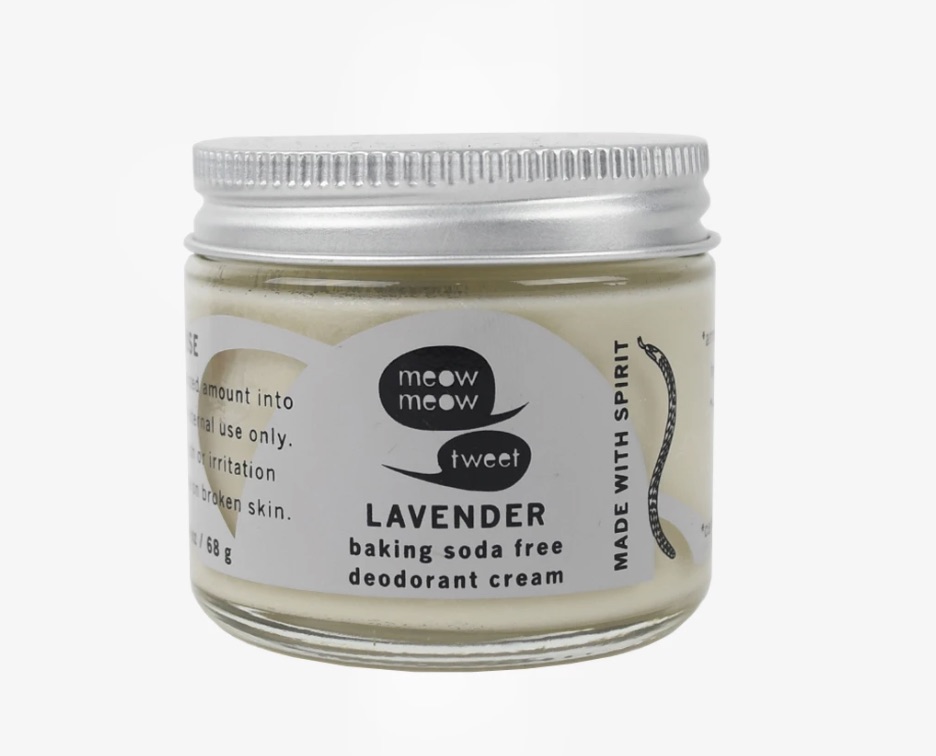 amount into
use only.
or irritation
broken skin.
/ 68 g
meow
meow
tweet
LAVENDER
baking soda free
deodorant cream
MADE WITH SPIRIT